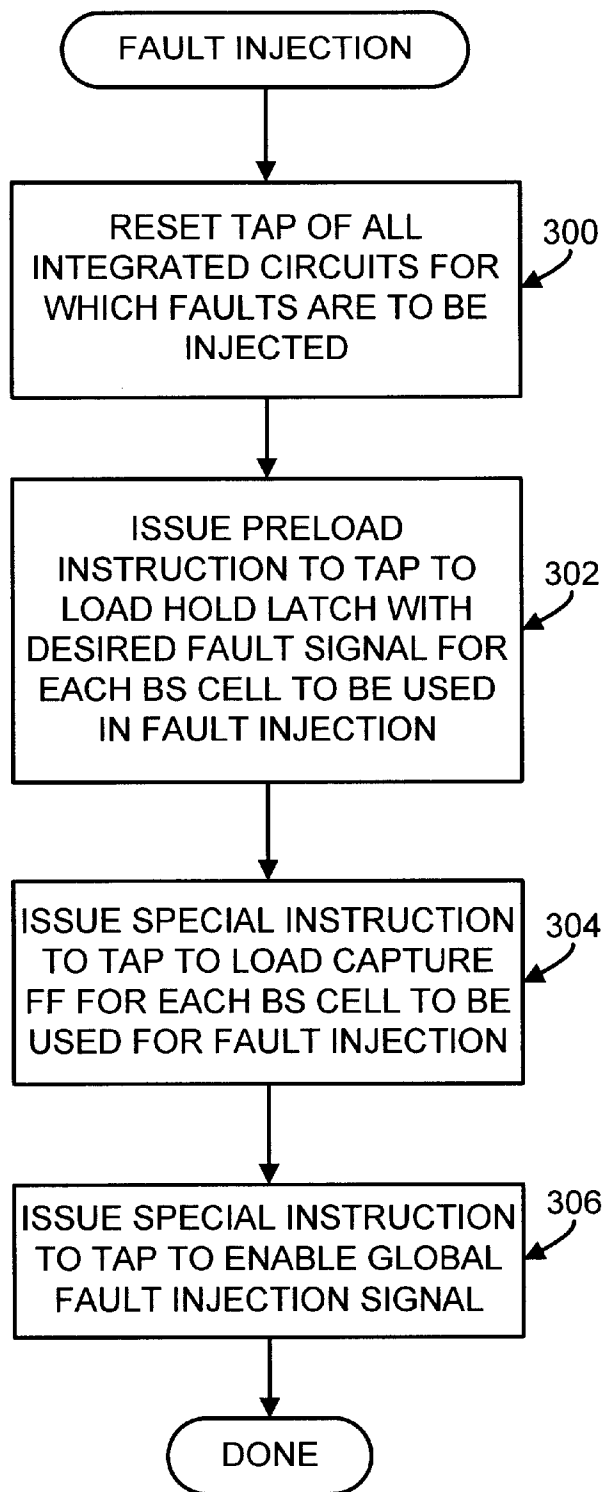 FAULT INJECTION
RESET TAP OF ALL
INTEGRATED CIRCUITS FOR
WHICH FAULTS ARE TO BE
INJECTED
300
ISSUE PRELOAD
INSTRUCTION TO TAP TO
LOAD HOLD LATCH WITH
DESIRED FAULT SIGNAL FOR
EACH BS CELL TO BE USED
IN FAULT INJECTION
302
ISSUE SPECIAL INSTRUCTION
TO TAP TO LOAD CAPTURE
FF FOR EACH BS CELL TO BE
USED FOR FAULT INJECTION
304
ISSUE SPECIAL INSTRUCTION
TO TAP TO ENABLE GLOBAL
FAULT INJECTION SIGNAL
306
DONE